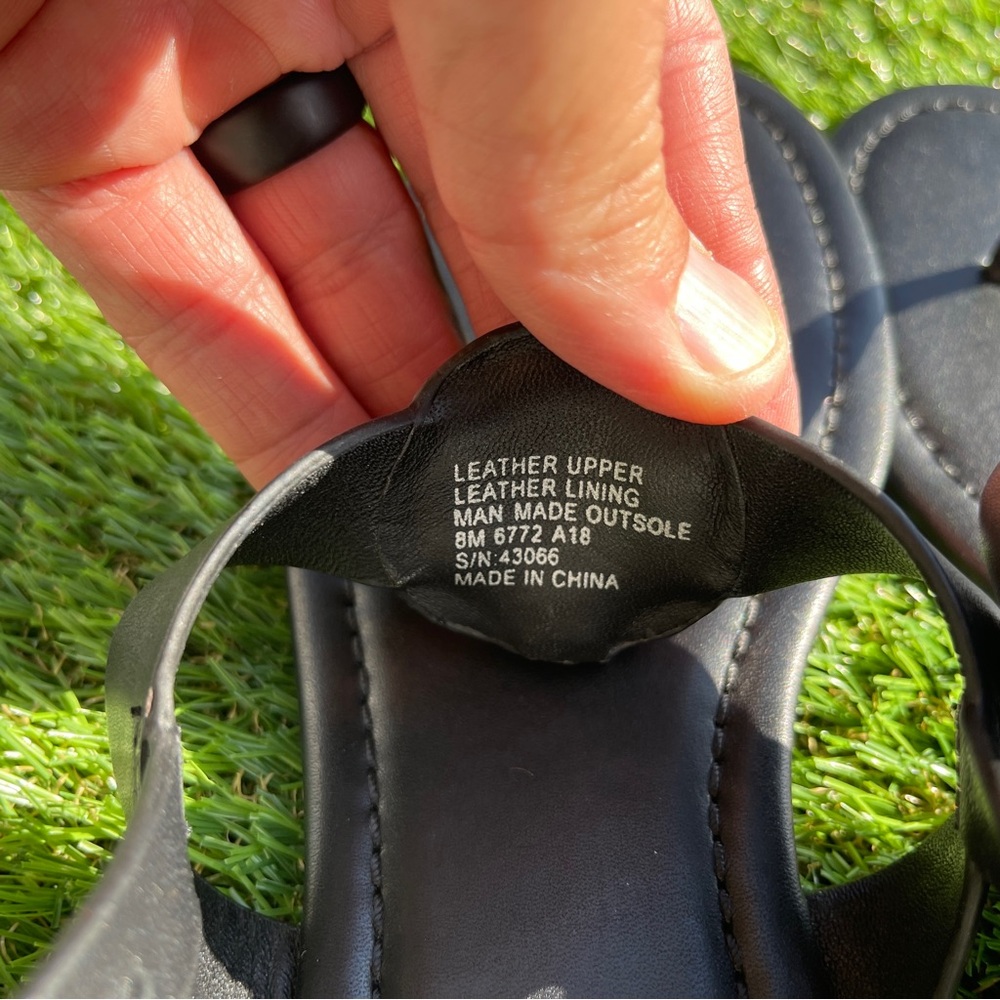 LEATHER UPPER
LEATHER LINING
MAN MADE OUTSOLE
8M 6772 A18
S/N:43066
MADE IN CHINA